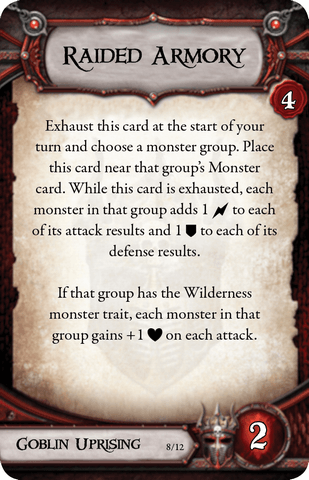 Raided Armory
4
Exhaust this card at the start of your
turn and choose a monster group. Place
this card near that group's Monster
card. While this card is exhausted, each
monster in that group adds 1 to each
of its attack results and 1 to each of its
defense results.
If that group has the Wilderness
monster trait, each monster in that
group gains +1 on each attack.
Goblin Uprising 8/12
2